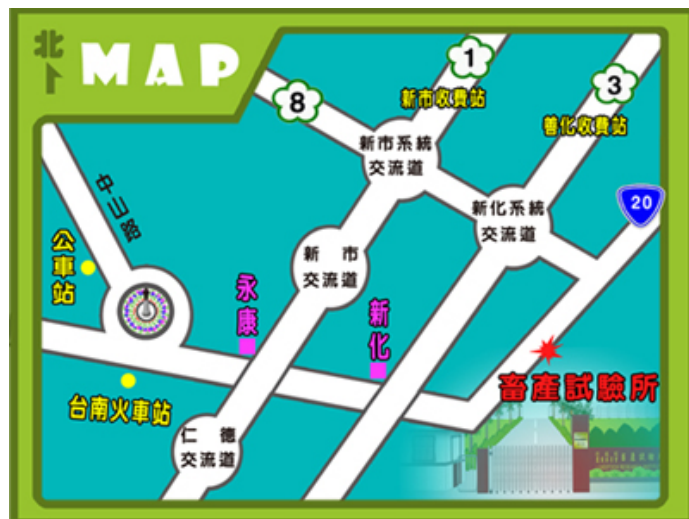 北
MAP
1
8
3
新市收費站
善化收費站
新市系統
交流道
中山路
新化系統
交流道
20
公車站
新 市
交流道
永康
新化
畜產試驗所
台南火車站
仁 德
交流道